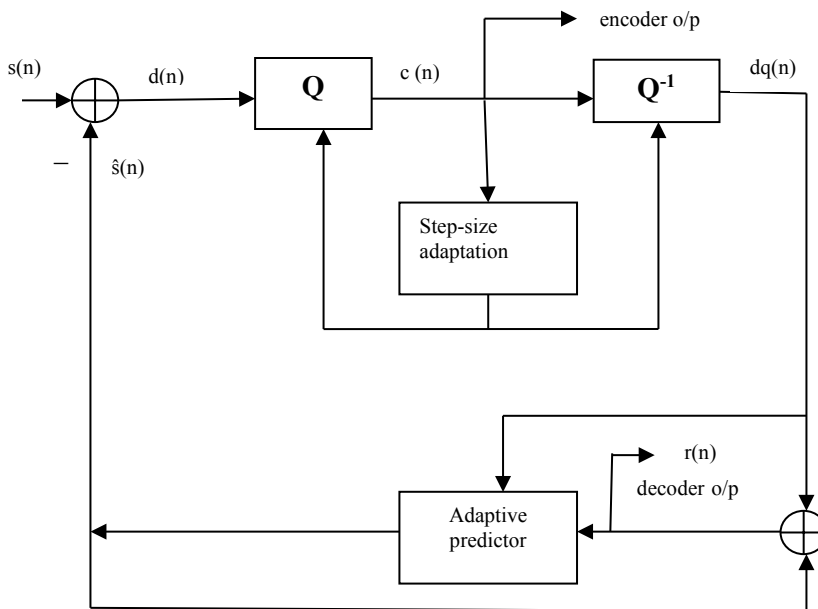 encoder o/p
s(n)
d(n)
Q
c (n)
Q⁻¹
dq(n)
–
ŝ(n)
Step-size
adaptation
r(n)
decoder o/p
Adaptive
predictor